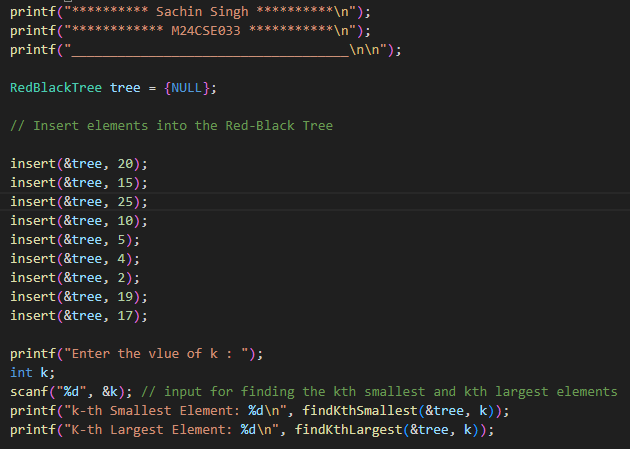 printf("********** Sachin Singh **********\n");
printf("************ M24CSE033 ***********\n");
printf("____________________________________\n\n");
RedBlackTree tree = {NULL};
// Insert elements into the Red-Black Tree
insert(&tree, 20);
insert(&tree, 15);
insert(&tree, 25);
insert(&tree, 10);
insert(&tree, 5);
insert(&tree, 4);
insert(&tree, 2);
insert(&tree, 19);
insert(&tree, 17);
printf("Enter the vlue of k : ");
int k;
scanf("%d", &k); // input for finding the kth smallest and kth largest elements
printf("k-th Smallest Element: %d\n", findKthSmallest(&tree, k));
printf("K-th Largest Element: %d\n", findKthLargest(&tree, k));